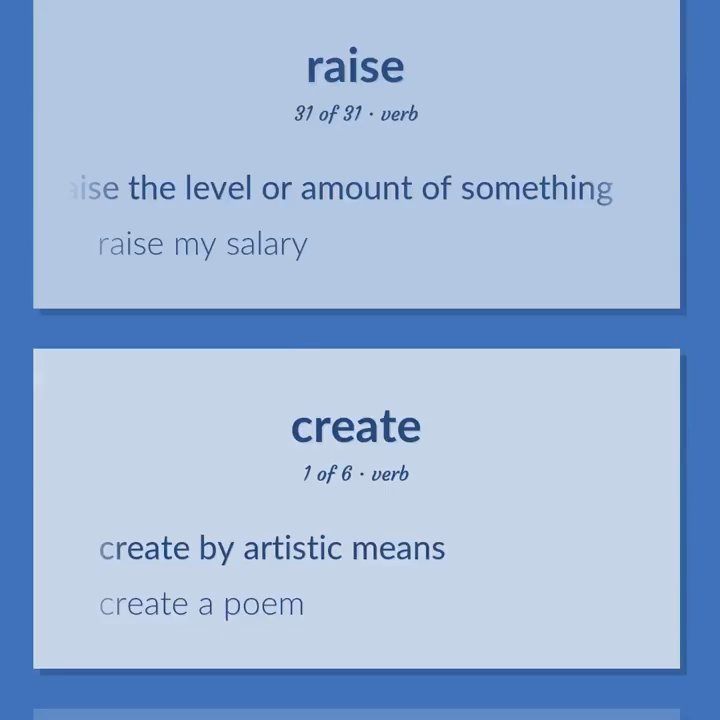 raise
31 of 31 · verb
raise the level or amount of something
raise my salary
create
1 of 6 · verb
create by artistic means
create a poem